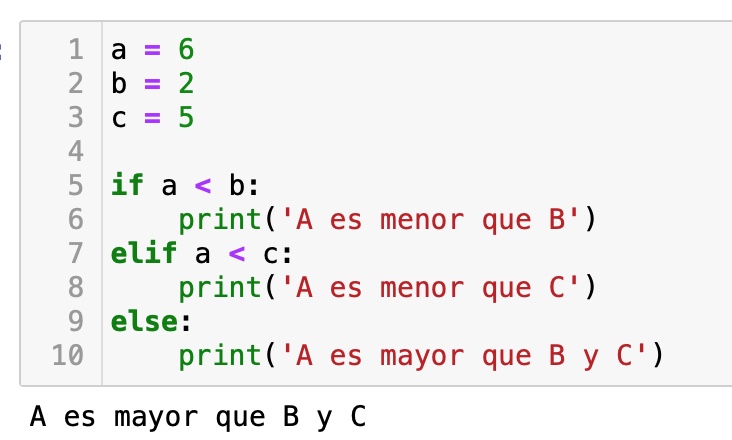 1 a = 6
2 b = 2
3 c = 5
4
5 if a < b:
6     print('A es menor que B')
7 elif a < c:
8     print('A es menor que C')
9 else:
10     print('A es mayor que B y C')
A es mayor que B y C